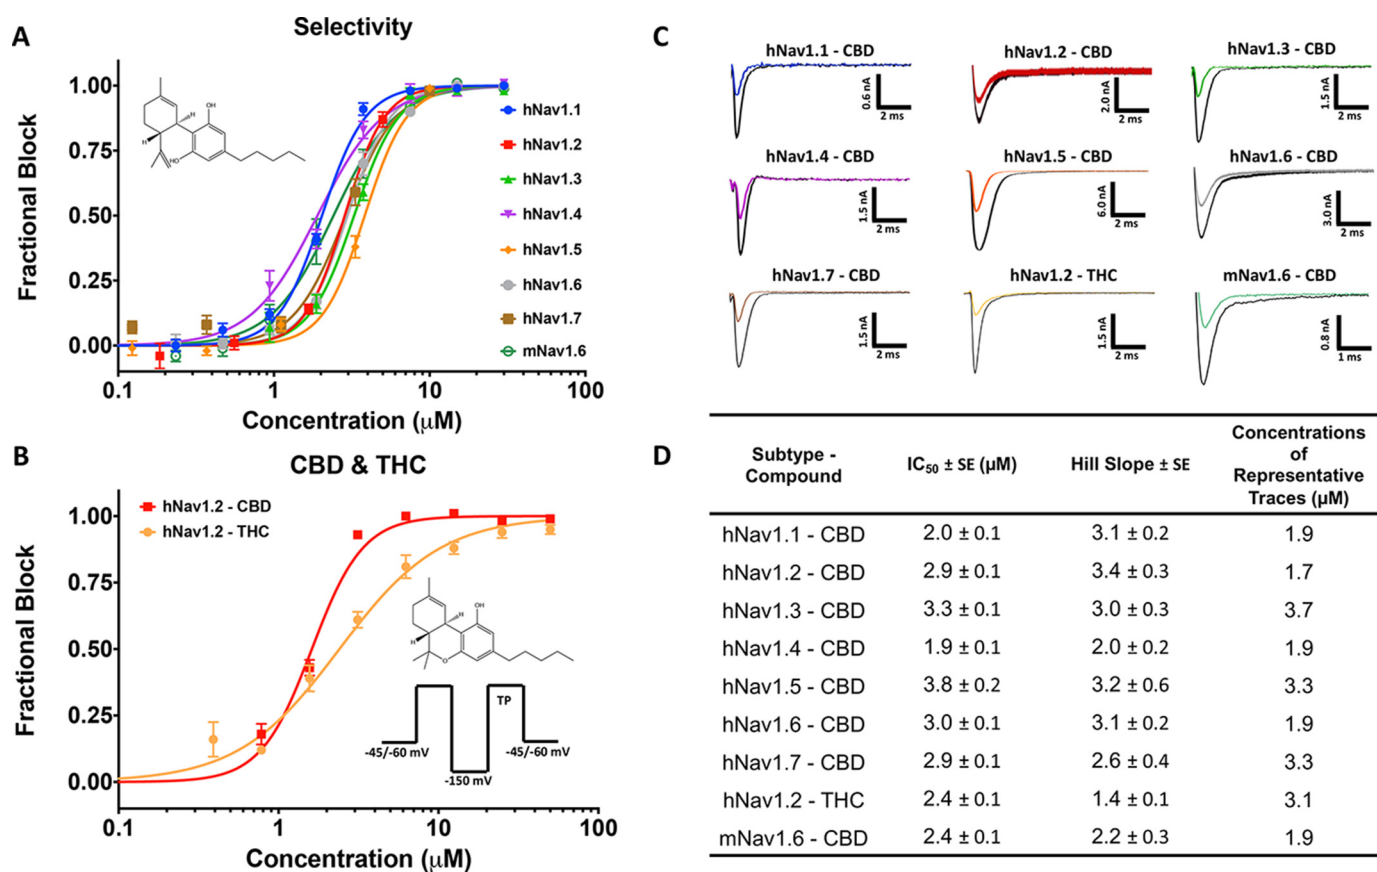 A
Selectivity
Fractional Block
1.00
0.75
0.50
0.25
0.00
0.1
1
10
100
Concentration (μM)
OH
H
H
HO
hNav1.1
hNav1.2
hNav1.3
hNav1.4
hNav1.5
hNav1.6
hNav1.7
mNav1.6
B
CBD & THC
Fractional Block
1.00
0.75
0.50
0.25
0.00
0.1
1
10
100
Concentration (μM)
hNav1.2 - CBD
hNav1.2 - THC
OH
H
H
O
TP
-45/-60 mV
-45/-60 mV
-150 mV
C
hNav1.1 - CBD
0.6 nA
2 ms
hNav1.2 - CBD
2.0 nA
2 ms
hNav1.3 - CBD
1.5 nA
2 ms
hNav1.4 - CBD
1.5 nA
2 ms
hNav1.5 - CBD
6.0 nA
2 ms
hNav1.6 - CBD
3.0 nA
2 ms
hNav1.7 - CBD
1.5 nA
2 ms
hNav1.2 - THC
1.5 nA
2 ms
mNav1.6 - CBD
0.8 nA
1 ms
D
Subtype -
Compound
IC50 ± SE (μM)
Hill Slope ± SE
Concentrations
of
Representative
Traces (μM)
hNav1.1 - CBD 2.0 ± 0.1 3.1 ± 0.2 1.9
hNav1.2 - CBD 2.9 ± 0.1 3.4 ± 0.3 1.7
hNav1.3 - CBD 3.3 ± 0.1 3.0 ± 0.3 3.7
hNav1.4 - CBD 1.9 ± 0.1 2.0 ± 0.2 1.9
hNav1.5 - CBD 3.8 ± 0.2 3.2 ± 0.6 3.3
hNav1.6 - CBD 3.0 ± 0.1 3.1 ± 0.2 1.9
hNav1.7 - CBD 2.9 ± 0.1 2.6 ± 0.4 3.3
hNav1.2 - THC 2.4 ± 0.1 1.4 ± 0.1 3.1
mNav1.6 - CBD 2.4 ± 0.1 2.2 ± 0.3 1.9